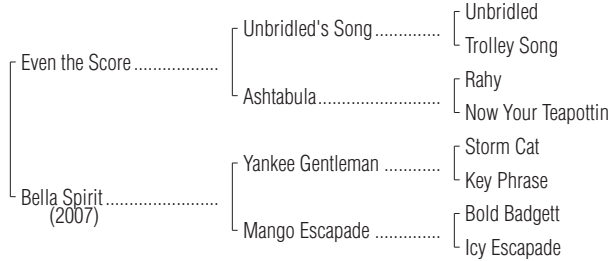 Unbridled
Unbridled's Song..............
Trolley Song
Even the Score..................
Rahy
Ashtabula...........................
Now Your Teapottin
Storm Cat
Yankee Gentleman ............
Key Phrase
Bella Spirit........................
(2007)
Bold Badgett
Mango Escapade ..............
Icy Escapade